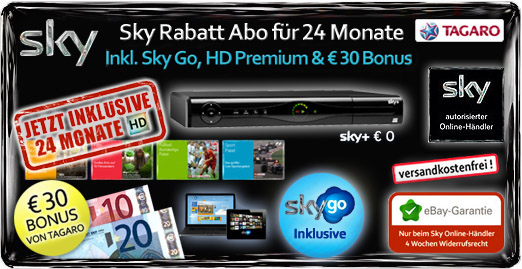 sky
Sky Rabatt Abo für 24 Monate
TAGARO
Inkl. Sky Go, HD Premium & € 30 Bonus
sky
autorisierter
Online-Händler
JETZT INKLUSIVE
24 MONATE HD
sky+
sky+ € 0
versandkostenfrei !
€ 30
BONUS
VON TAGARO
10
20
sky go
Inklusive
eBay-Garantie
Nur beim Sky Online-Händler
4 Wochen Widerrufsrecht